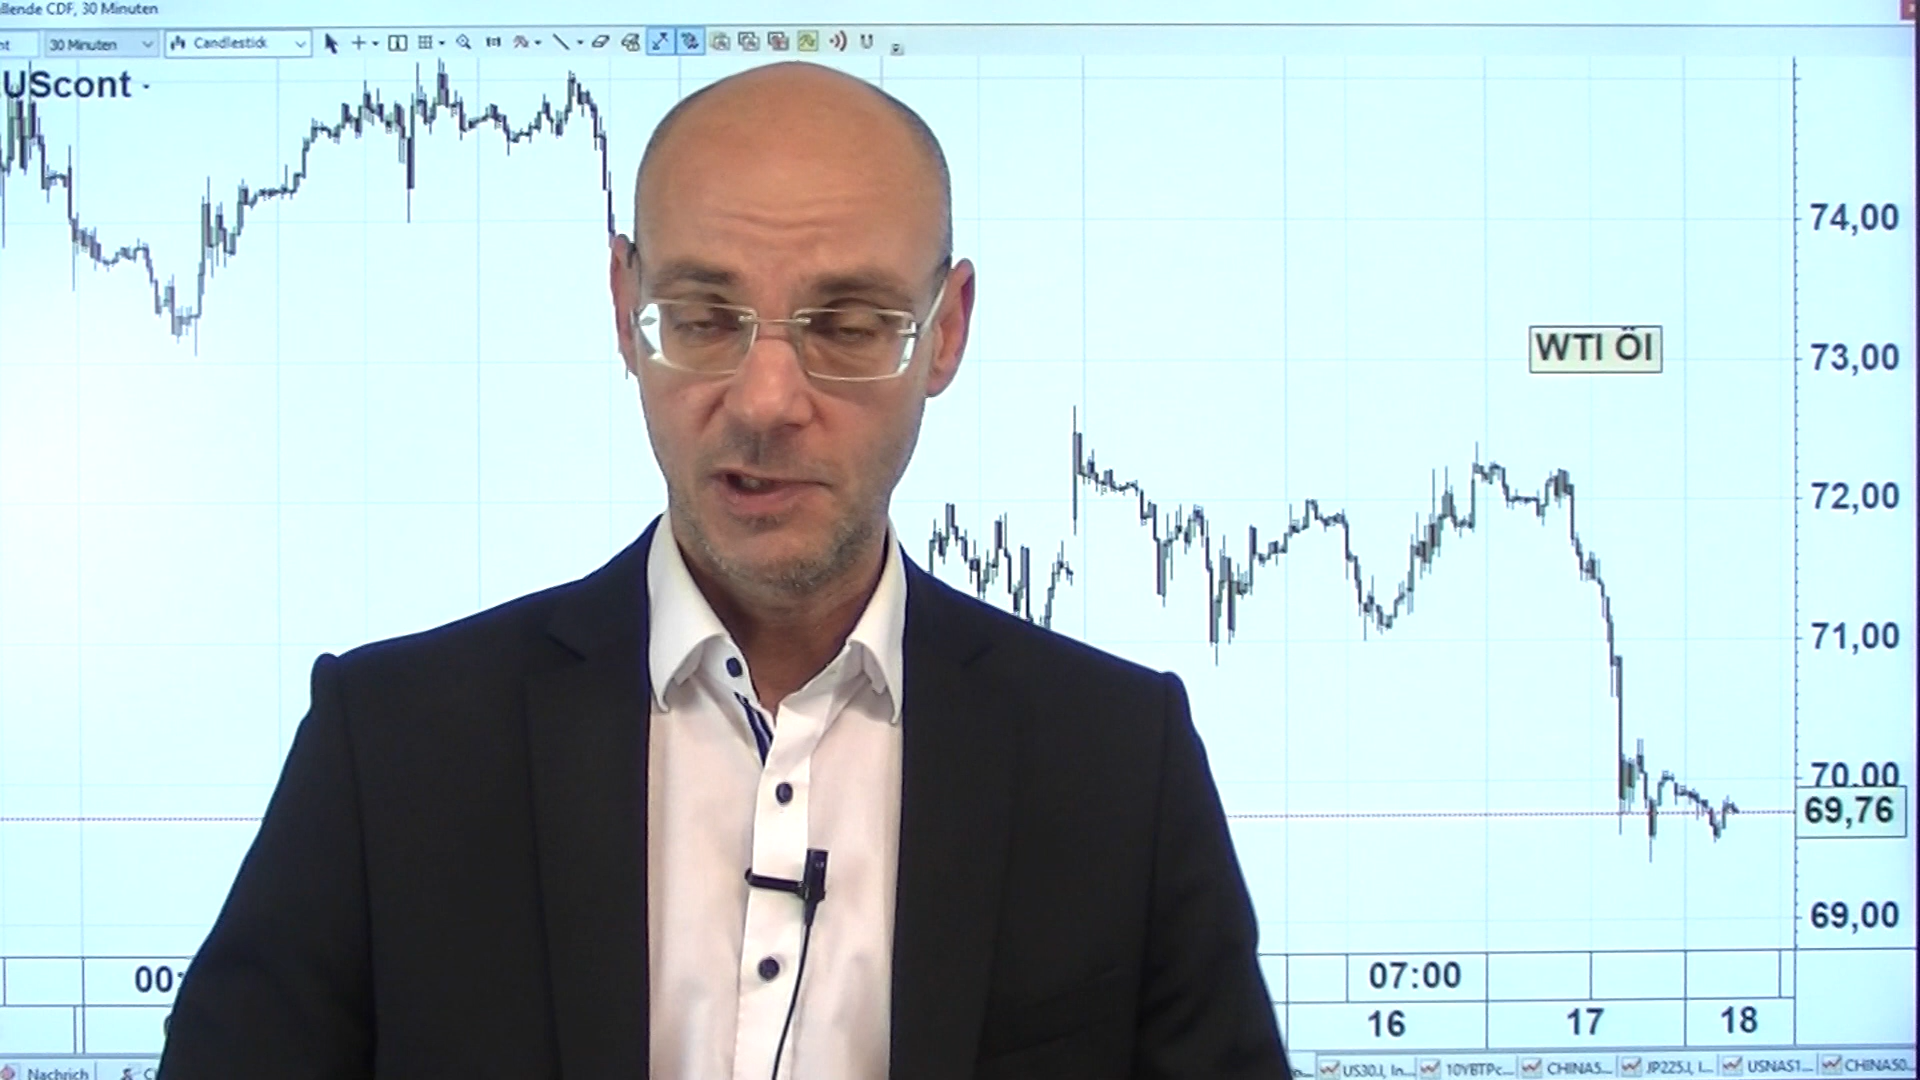 llende CDF, 30 Minuten
nt 30 Minuten Candlestick
UScont
74,00
73,00
WTI Öl
72,00
71,00
70,00
69,76
69,00
00: 07:00
16 17 18
Nachrich US30.I, In... 10YBTPc... CHINA5... JP225.I, I... USNAS1... CHINA50...